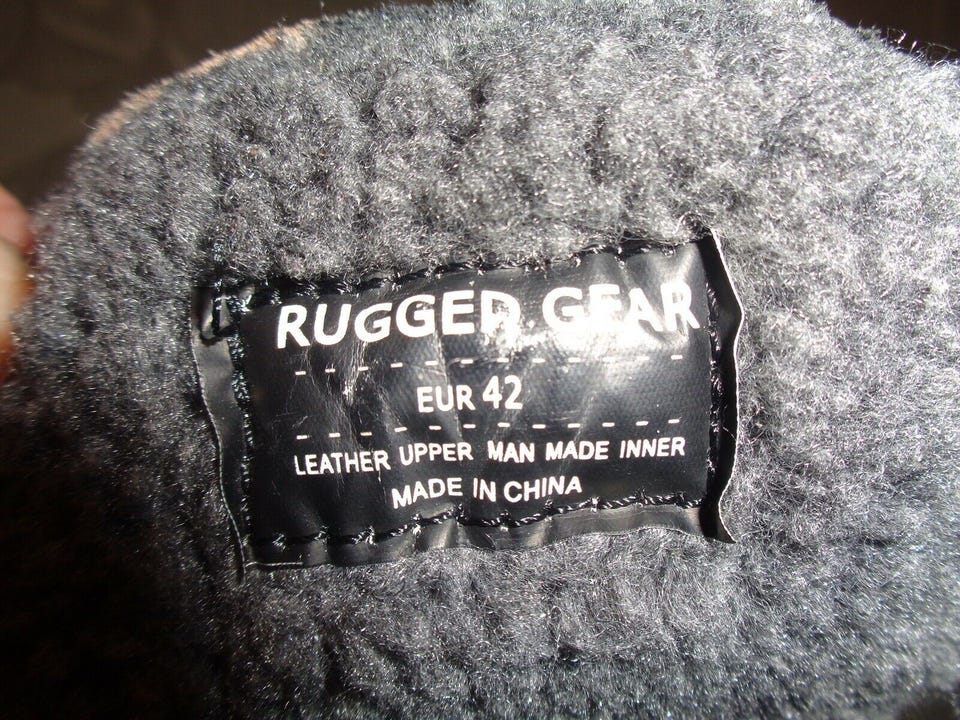 RUGGED GEAR
EUR 42
LEATHER UPPER MAN MADE INNER
MADE IN CHINA